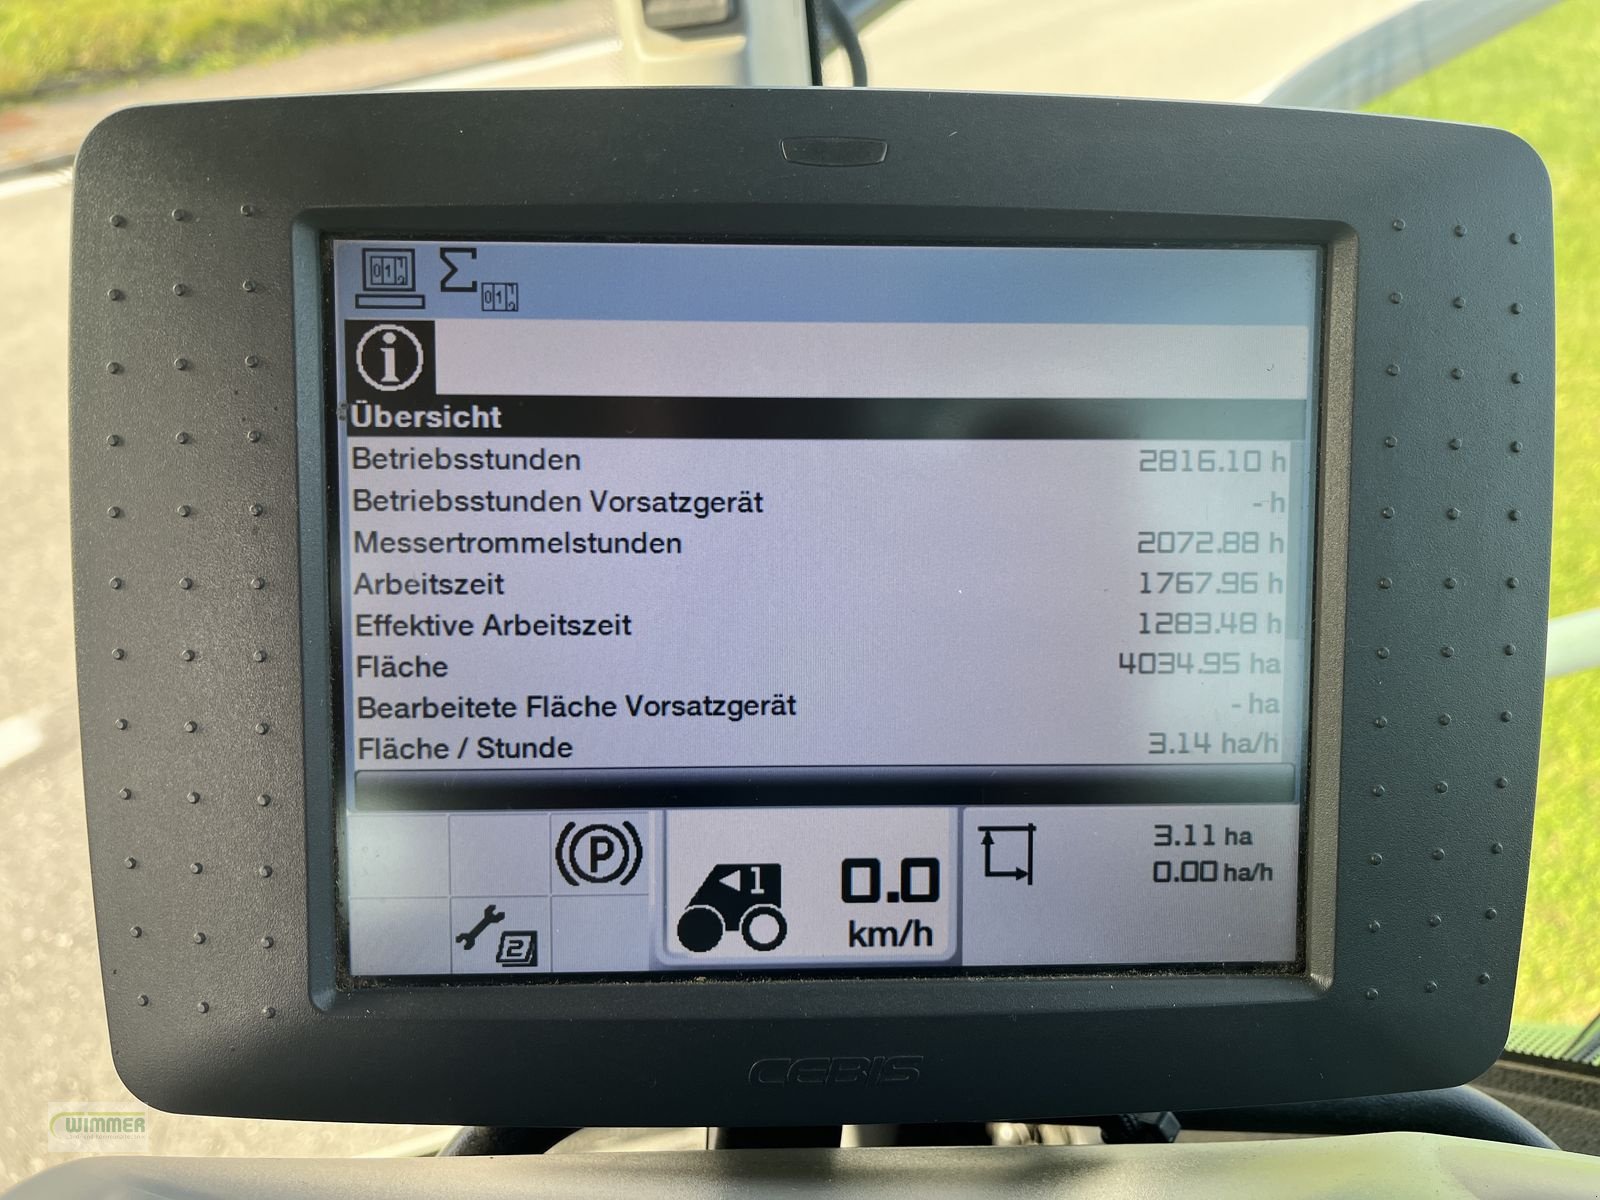 Übersicht
Betriebsstunden 2816.10 h
Betriebsstunden Vorsatzgerät - h
Messertrommelstunden 2072.88 h
Arbeitszeit 1767.96 h
Effektive Arbeitszeit 1283.48 h
Fläche 4034.95 ha
Bearbeitete Fläche Vorsatzgerät - ha
Fläche / Stunde 3.14 ha/h
P
1
0.0
km/h
3.11 ha
0.00 ha/h
2
CEBIS
WIMMER